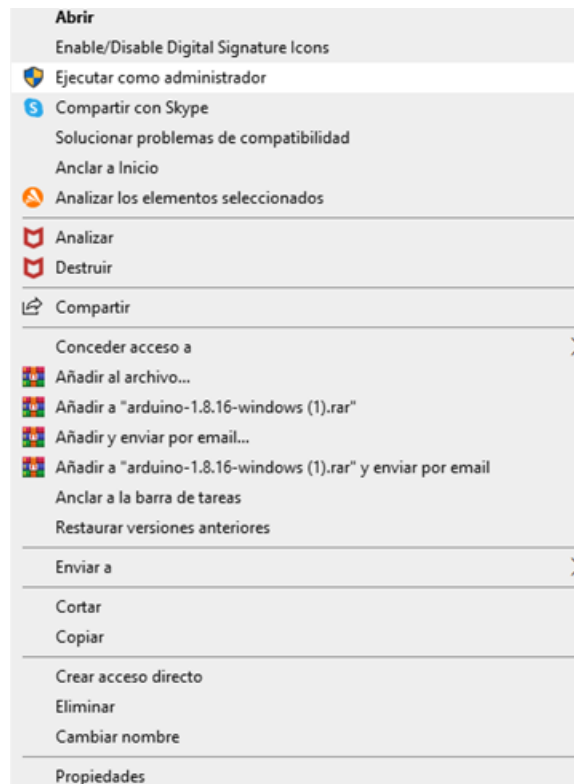 Abrir
Enable/Disable Digital Signature Icons
Ejecutar como administrador
Compartir con Skype
Solucionar problemas de compatibilidad
Anclar a Inicio
Analizar los elementos seleccionados
Analizar
Destruir
Compartir
Conceder acceso a
Añadir al archivo...
Añadir a "arduino-1.8.16-windows (1).rar"
Añadir y enviar por email...
Añadir a "arduino-1.8.16-windows (1).rar" y enviar por email
Anclar a la barra de tareas
Restaurar versiones anteriores
Enviar a
Cortar
Copiar
Crear acceso directo
Eliminar
Cambiar nombre
Propiedades